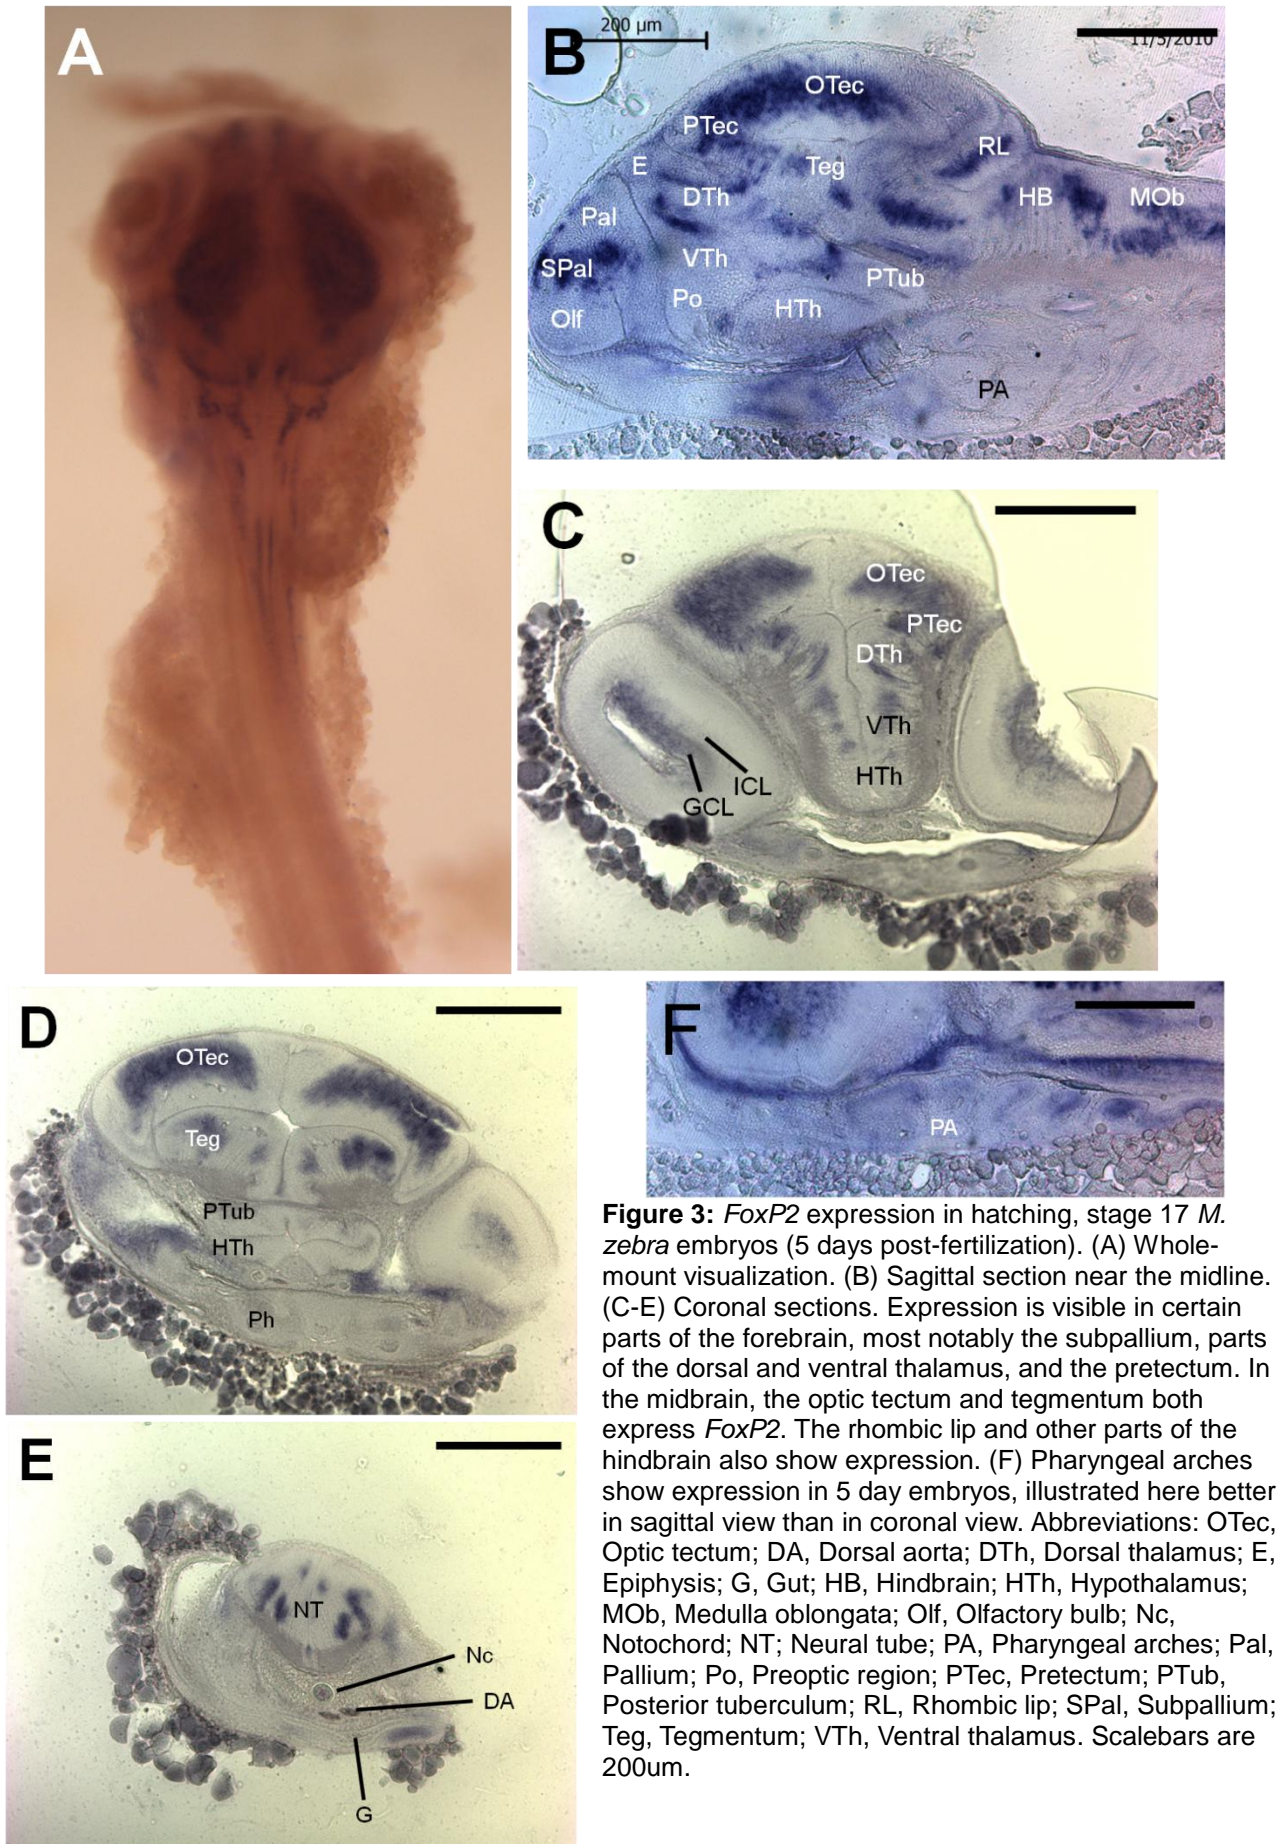 A
B
200 µm
11/5/2010
OTec
PTec
E
Teg
RL
DTh
HB
MOb
Pal
SPal
VTh
PTub
Po
HTh
Olf
PA
C
OTec
PTec
DTh
VTh
HTh
ICL
GCL
D
OTec
Teg
PTub
HTh
Ph
F
PA
E
NT
Nc
DA
G
Figure 3: FoxP2 expression in hatching, stage 17 M.
zebra embryos (5 days post-fertilization). (A) Whole-
mount visualization. (B) Sagittal section near the midline.
(C-E) Coronal sections. Expression is visible in certain
parts of the forebrain, most notably the subpallium, parts
of the dorsal and ventral thalamus, and the pretectum. In
the midbrain, the optic tectum and tegmentum both
express FoxP2. The rhombic lip and other parts of the
hindbrain also show expression. (F) Pharyngeal arches
show expression in 5 day embryos, illustrated here better
in sagittal view than in coronal view. Abbreviations: OTec,
Optic tectum; DA, Dorsal aorta; DTh, Dorsal thalamus; E,
Epiphysis; G, Gut; HB, Hindbrain; HTh, Hypothalamus;
MOb, Medulla oblongata; Olf, Olfactory bulb; Nc,
Notochord; NT; Neural tube; PA, Pharyngeal arches; Pal,
Pallium; Po, Preoptic region; PTec, Pretectum; PTub,
Posterior tuberculum; RL, Rhombic lip; SPal, Subpallium;
Teg, Tegmentum; VTh, Ventral thalamus. Scalebars are
200um.